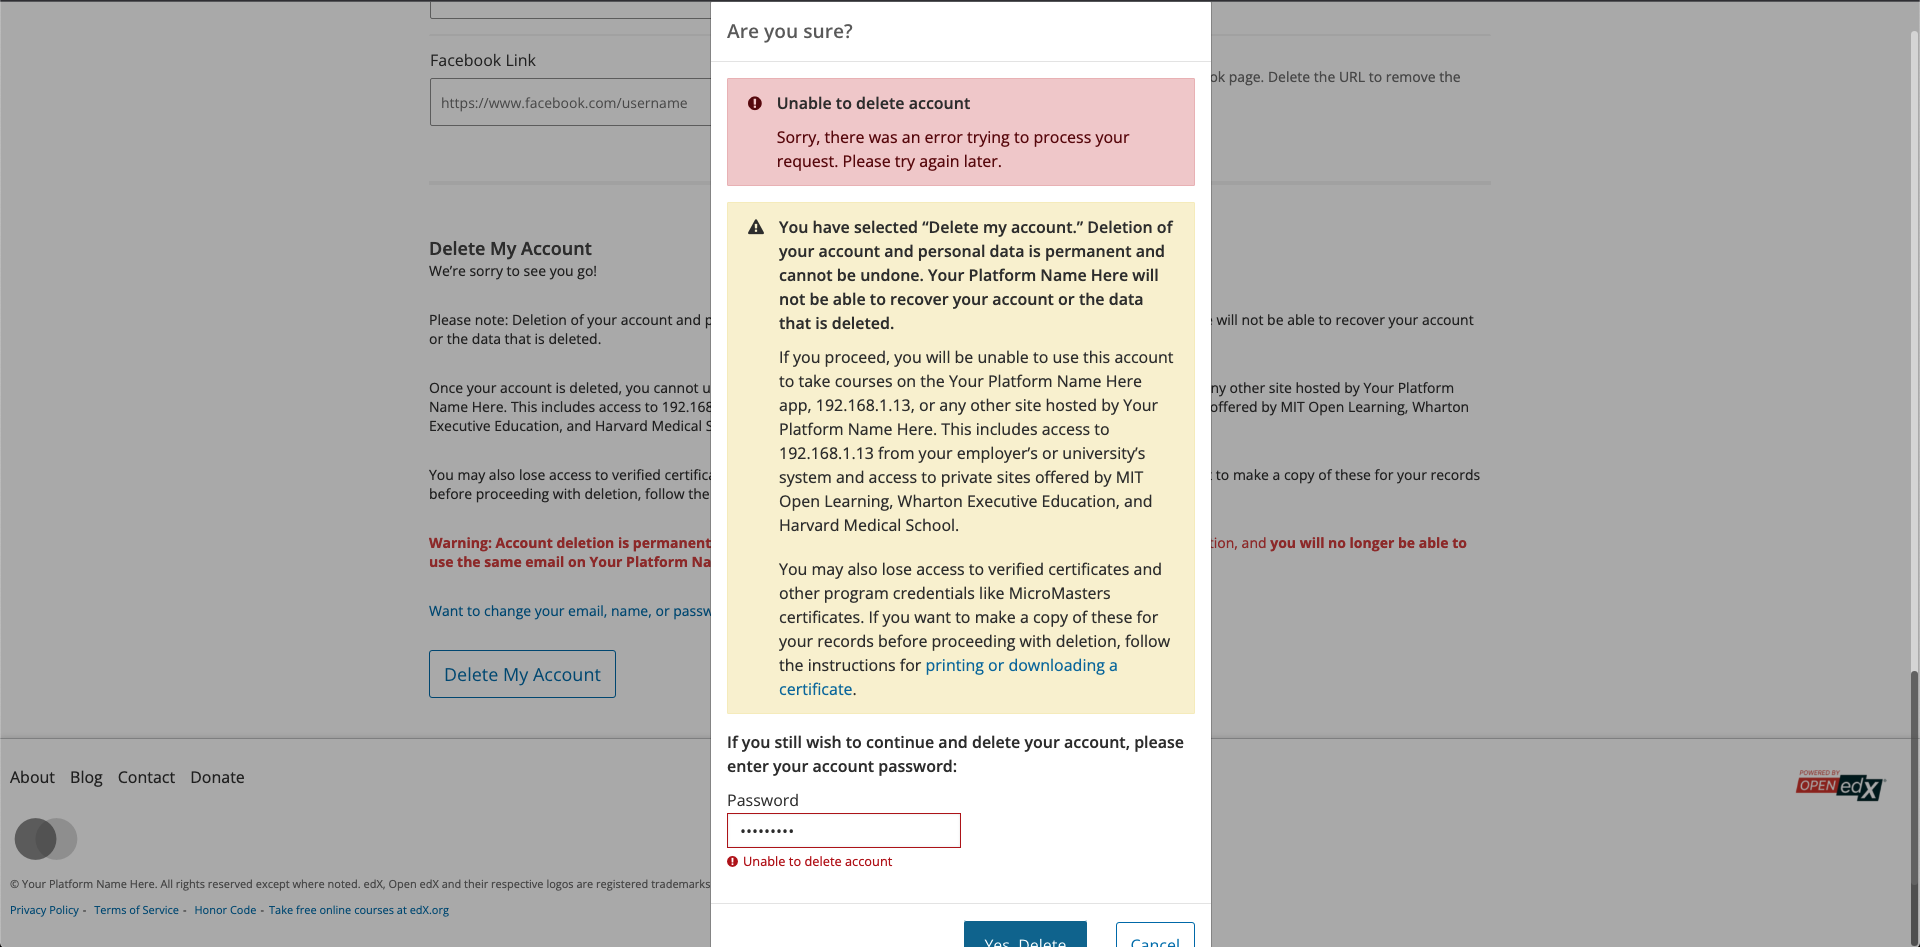 Are you sure?
Unable to delete account
Sorry, there was an error trying to process your
request. Please try again later.
You have selected “Delete my account.” Deletion of
your account and personal data is permanent and
cannot be undone. Your Platform Name Here will
not be able to recover your account or the data
that is deleted.
If you proceed, you will be unable to use this account
to take courses on the Your Platform Name Here
app, 192.168.1.13, or any other site hosted by Your
Platform Name Here. This includes access to
192.168.1.13 from your employer’s or university’s
system and access to private sites offered by MIT
Open Learning, Wharton Executive Education, and
Harvard Medical School.
You may also lose access to verified certificates and
other program credentials like MicroMasters
certificates. If you want to make a copy of these for
your records before proceeding with deletion, follow
the instructions for printing or downloading a
certificate.
If you still wish to continue and delete your account, please
enter your account password:
Password
•••••••••
Unable to delete account
Yes, Delete
Cancel
Facebook Link
https://www.facebook.com/username
page. Delete the URL to remove the
Delete My Account
We’re sorry to see you go!
Please note: Deletion of your account and
will not be able to recover your account
or the data that is deleted.
Once your account is deleted, you cannot
any other site hosted by Your Platform
Name Here. This includes access to 192.168
offered by MIT Open Learning, Wharton
Executive Education, and Harvard Medical
You may also lose access to verified
to make a copy of these for your records
before proceeding with deletion, follow the
Warning: Account deletion is permanent
and you will no longer be able to
use the same email on Your Platform
Want to change your email, name, or
Delete My Account
About Blog Contact Donate
POWERED BY
OPEN edX
© Your Platform Name Here. All rights reserved except where noted. edX, Open edX and their respective logos are registered trademarks
Privacy Policy - Terms of Service - Honor Code - Take free online courses at edX.org